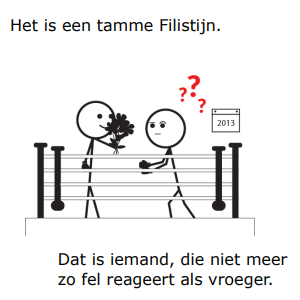 Het is een tamme Filistijn.
???
2013
Dat is iemand, die niet meer
zo fel reageert als vroeger.